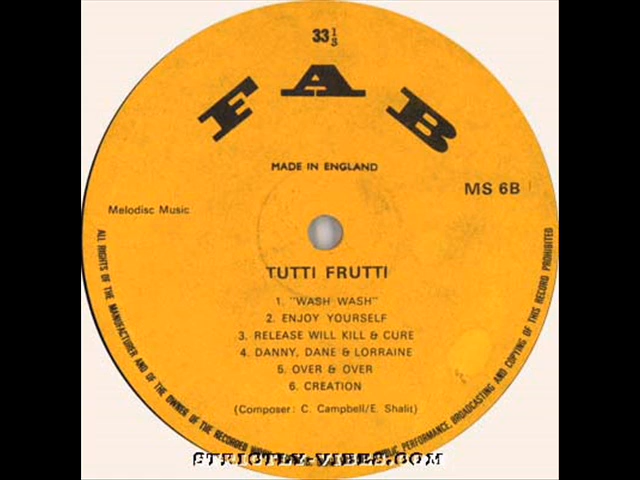 33⅓
S
FAB
MADE IN ENGLAND
MS 6B
Melodisc Music
TUTTI FRUTTI
1. "WASH WASH"
2. ENJOY YOURSELF
3. RELEASE WILL KILL & CURE
4. DANNY, DANE & LORRAINE
5. OVER & OVER
6. CREATION
(Composer: C. Campbell/E. Shalit)
ALL RIGHTS OF THE MANUFACTURER AND OF THE OWNER OF THE RECORDED PUBLIC PERFORMANCE, BROADCASTING AND COPYING OF THIS RECORD PROHIBITED
STRICTLY-VIBES.COM